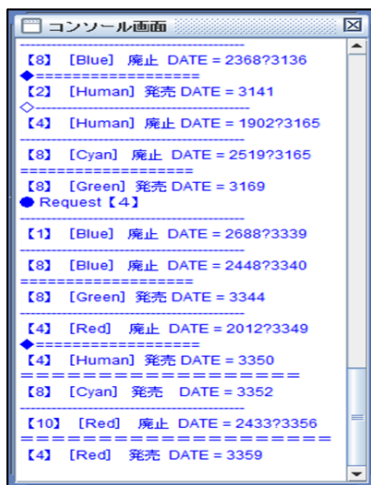 コンソール画面
---------------------------------------
【8】 [Blue] 廃止 DATE = 2368?3136
◆==================
【2】 [Human] 発売 DATE = 3141
◇-------------------------------------
【4】 [Human] 廃止 DATE = 1902?3165
---------------------------------------
【8】 [Cyan] 廃止 DATE = 2519?3165
===================
【8】 [Green] 発売 DATE = 3169
● Request【4】
---------------------------------------
【1】 [Blue] 廃止 DATE = 2688?3339
---------------------------------------
【8】 [Blue] 廃止 DATE = 2448?3340
===================
【8】 [Green] 発売 DATE = 3344
---------------------------------------
【4】 [Red] 廃止 DATE = 2012?3349
◆==================
【4】 [Human] 発売 DATE = 3350
==================
【8】 [Cyan] 発売 DATE = 3352
---------------------------------------
【10】 [Red] 廃止 DATE = 2433?3356
====================
【4】 [Red] 発売 DATE = 3359